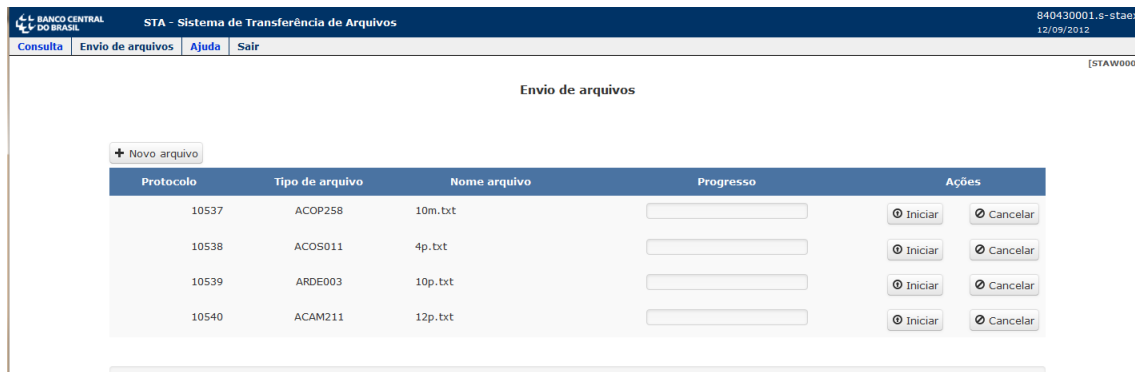 BANCO CENTRAL
DO BRASIL
STA - Sistema de Transferência de Arquivos
840430001.s-staex
12/09/2012
Consulta Envio de arquivos Ajuda Sair
[STAW000
Envio de arquivos
+ Novo arquivo
Protocolo Tipo de arquivo Nome arquivo Progresso Ações
10537 ACOP258 10m.txt Iniciar Cancelar
10538 ACOS011 4p.txt Iniciar Cancelar
10539 ARDE003 10p.txt Iniciar Cancelar
10540 ACAM211 12p.txt Iniciar Cancelar